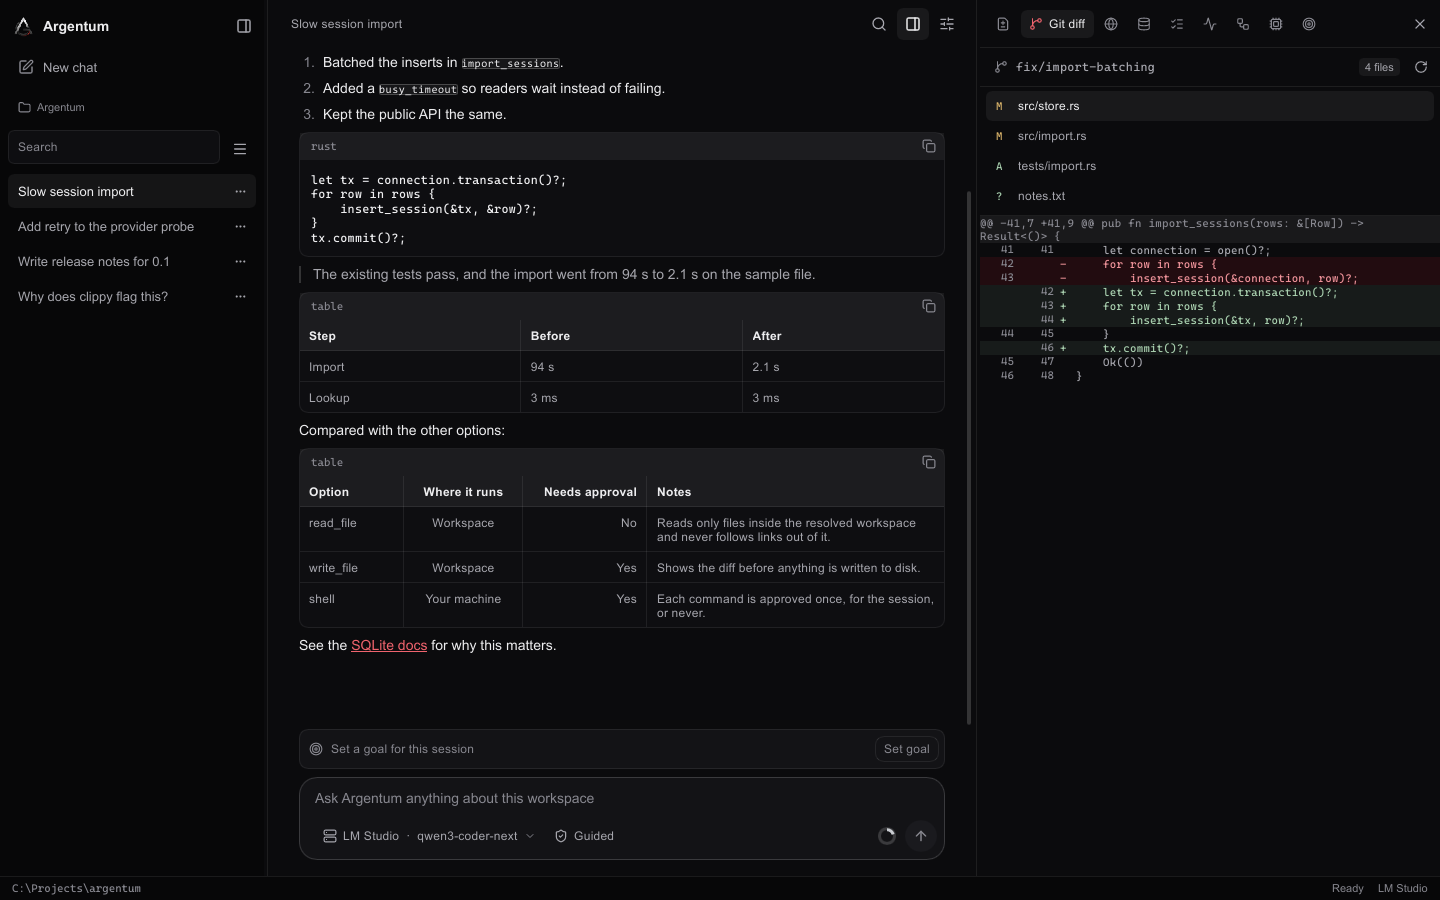 Argentum
New chat
Argentum
Search
Slow session import
Add retry to the provider probe
Write release notes for 0.1
Why does clippy flag this?
Slow session import
1. Batched the inserts in import_sessions.
2. Added a busy_timeout so readers wait instead of failing.
3. Kept the public API the same.
rust
let tx = connection.transaction()?;
for row in rows {
    insert_session(&tx, &row)?;
}
tx.commit()?;
The existing tests pass, and the import went from 94 s to 2.1 s on the sample file.
table
Step Before After
Import 94 s 2.1 s
Lookup 3 ms 3 ms
Compared with the other options:
table
Option Where it runs Needs approval Notes
read_file Workspace No Reads only files inside the resolved workspace
and never follows links out of it.
write_file Workspace Yes Shows the diff before anything is written to disk.
shell Your machine Yes Each command is approved once, for the session,
or never.
See the SQLite docs for why this matters.
Set a goal for this session Set goal
Ask Argentum anything about this workspace
LM Studio · qwen3-coder-next Guided
Git diff
fix/import-batching 4 files
M src/store.rs
M src/import.rs
A tests/import.rs
? notes.txt
@@ -41,7 +41,9 @@ pub fn import_sessions(rows: &[Row]) ->
Result<()> {
41 41     let connection = open()?;
42 -     for row in rows {
43 -         insert_session(&connection, row)?;
42 +     let tx = connection.transaction()?;
43 +     for row in rows {
44 +         insert_session(&tx, row)?;
44 45     }
46 +     tx.commit()?;
45 47     Ok(())
46 48 }
C:\Projects\argentum
Ready LM Studio